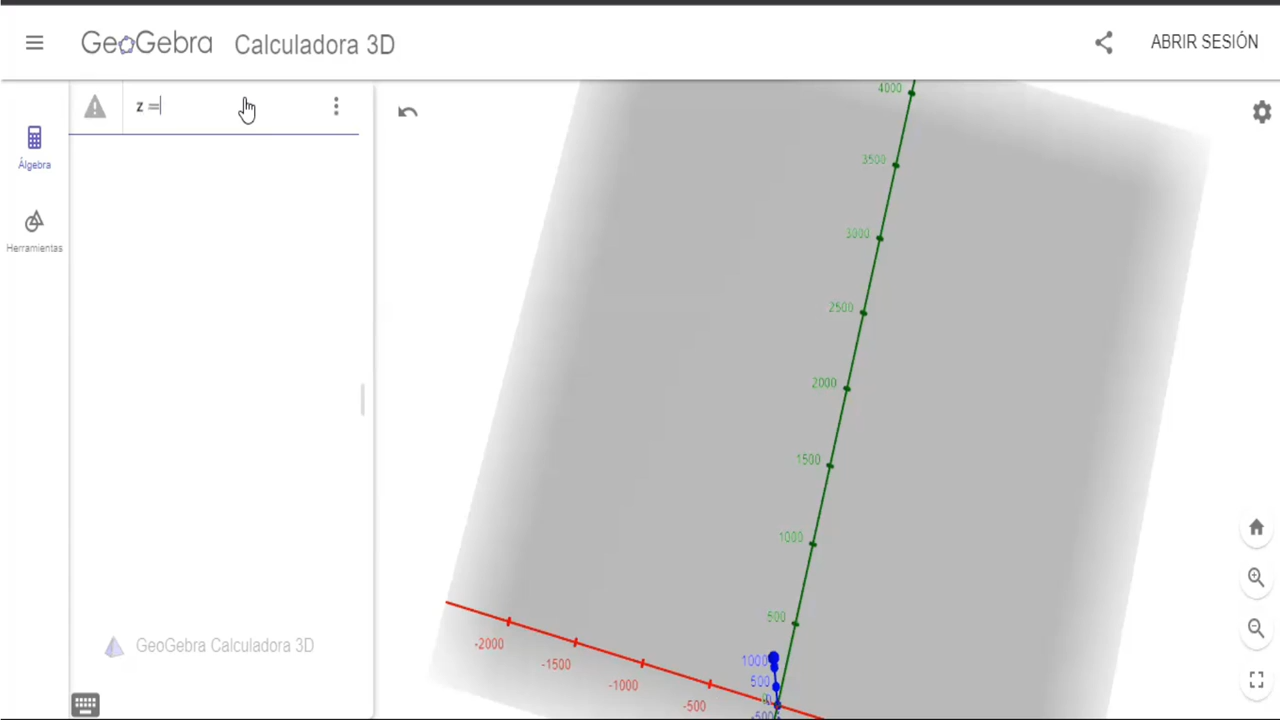 GeoGebra Calculadora 3D
ABRIR SESIÓN
z =
Álgebra
Herramientas
4000
3500
3000
2500
2000
1500
1000
500
1000
500
0
-2000
-1500
-1000
-500
GeoGebra Calculadora 3D